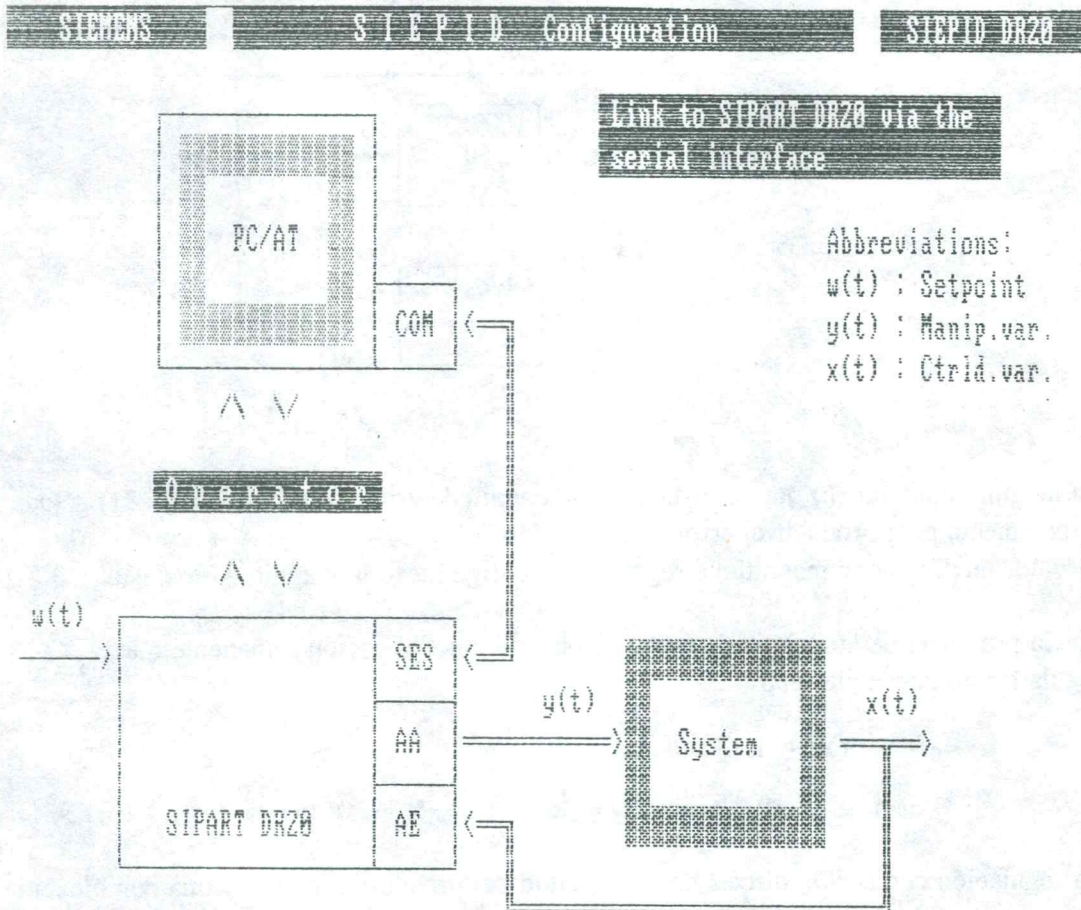 SIEMENS
S I E P I D Configuration
SIEPID DR20
Link to SIPART DR20 via the
serial interface
PC/AT
COM
Abbreviations:
w(t) : Setpoint
y(t) : Manip.var.
x(t) : Ctrld.var.
Operator
w(t)
SES
y(t)
x(t)
AA
System
SIPART DR20
AE